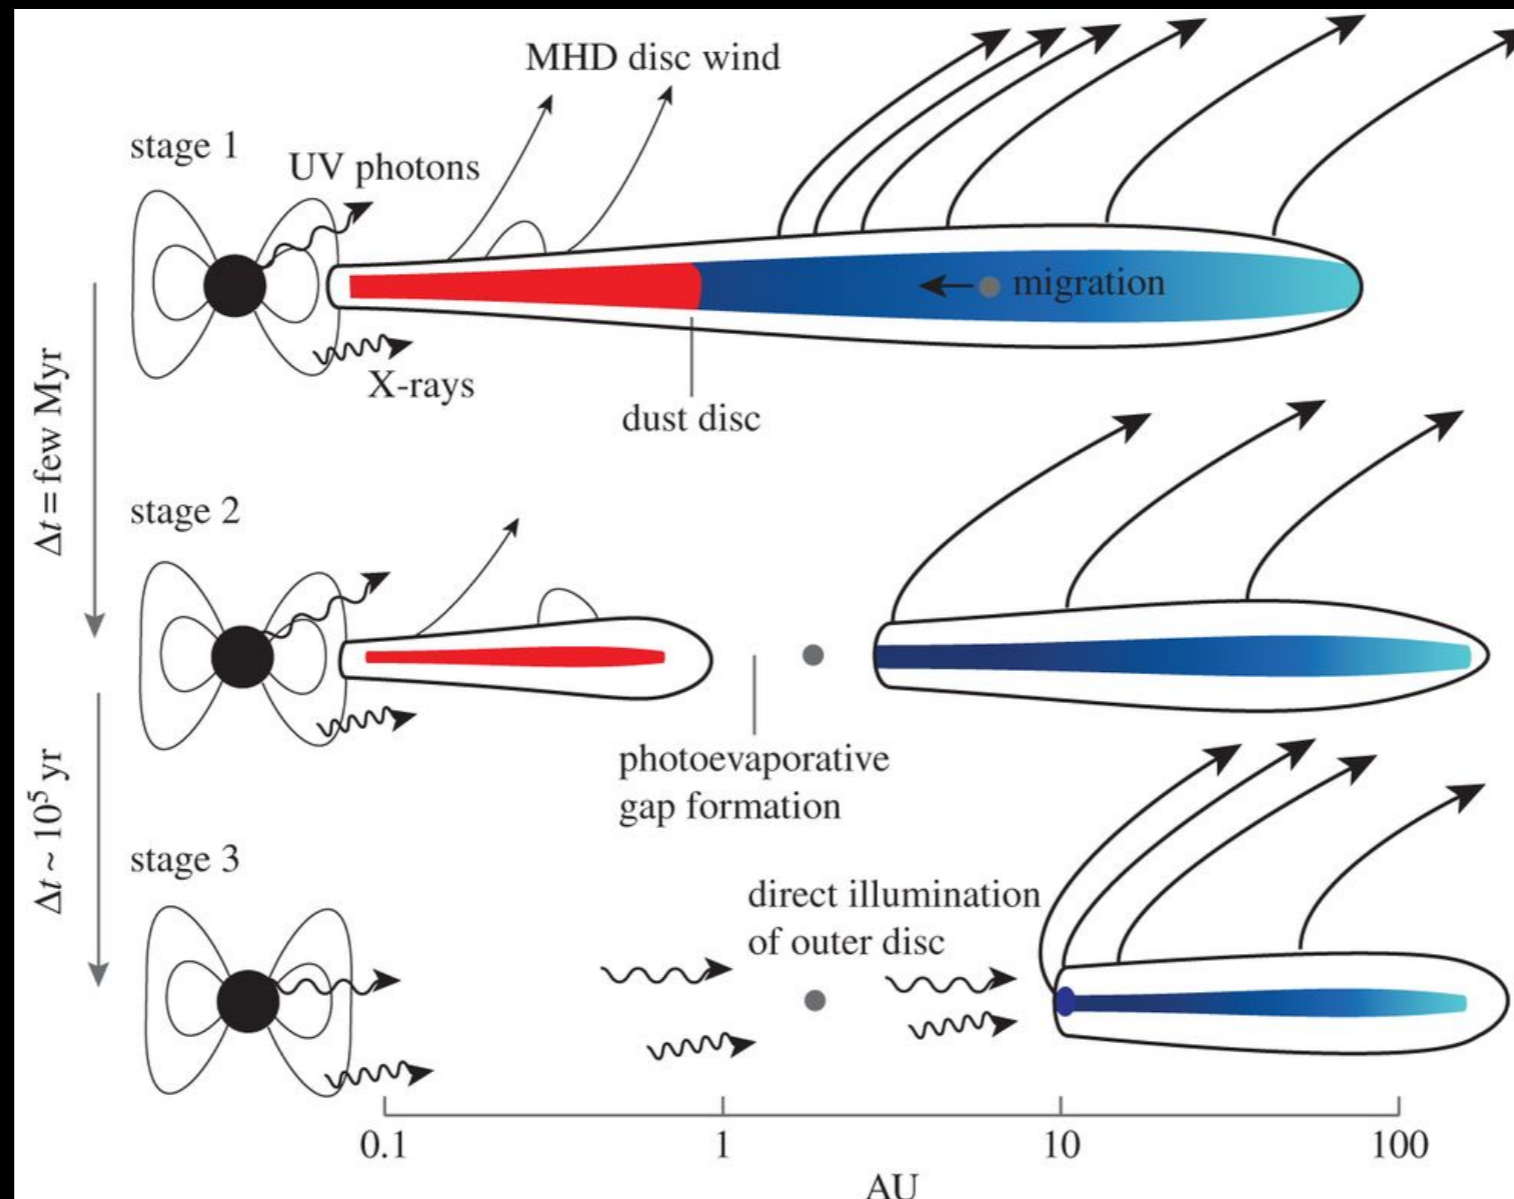 MHD disc wind
stage 1
UV photons
migration
X-rays
dust disc
Δt = few Myr
stage 2
photoevaporative
gap formation
Δt ~ 10⁵ yr
stage 3
direct illumination
of outer disc
0.1 1 10 100
AU